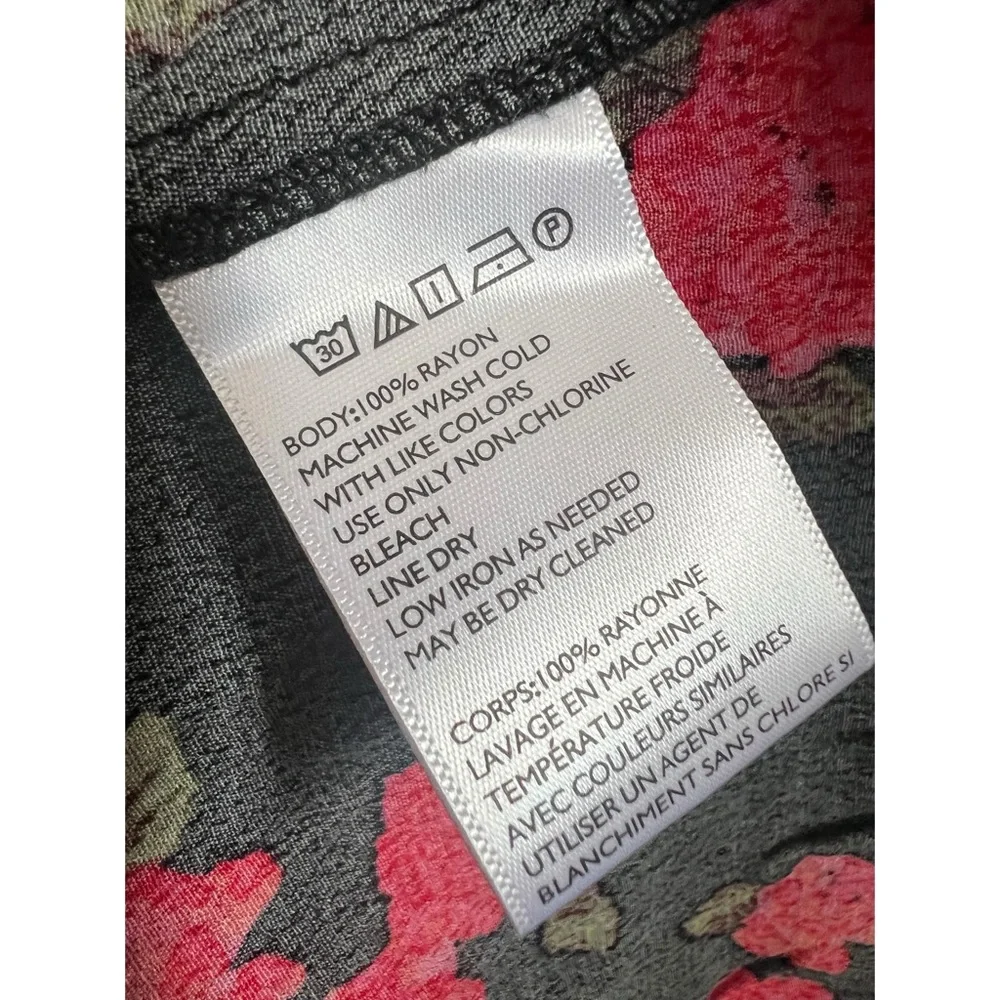 30 P
BODY:100% RAYON
MACHINE WASH COLD
WITH LIKE COLORS
USE ONLY NON-CHLORINE
BLEACH
LINE DRY
LOW IRON AS NEEDED
MAY BE DRY CLEANED
CORPS:100% RAYONNE
LAVAGE EN MACHINE À
TEMPÉRATURE FROIDE
AVEC COULEURS SIMILAIRES
UTILISER UN AGENT DE
BLANCHIMENT SANS CHLORE SI